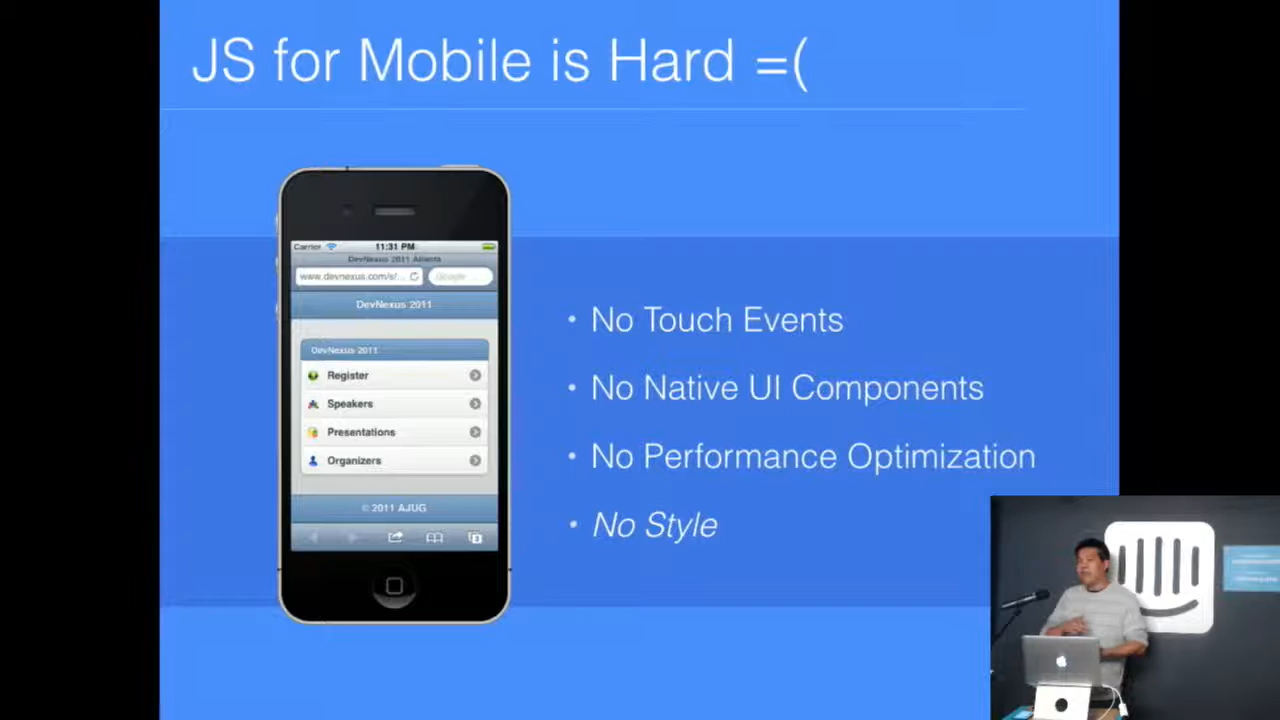 JS for Mobile is Hard =(
Carrier
11:31 PM
DevNexus 2011 Atlanta
www.devnexus.com/s/...
Google
DevNexus 2011
DevNexus 2011
Register
Speakers
Presentations
Organizers
© 2011 AJUG
• No Touch Events
• No Native UI Components
• No Performance Optimization
• No Style